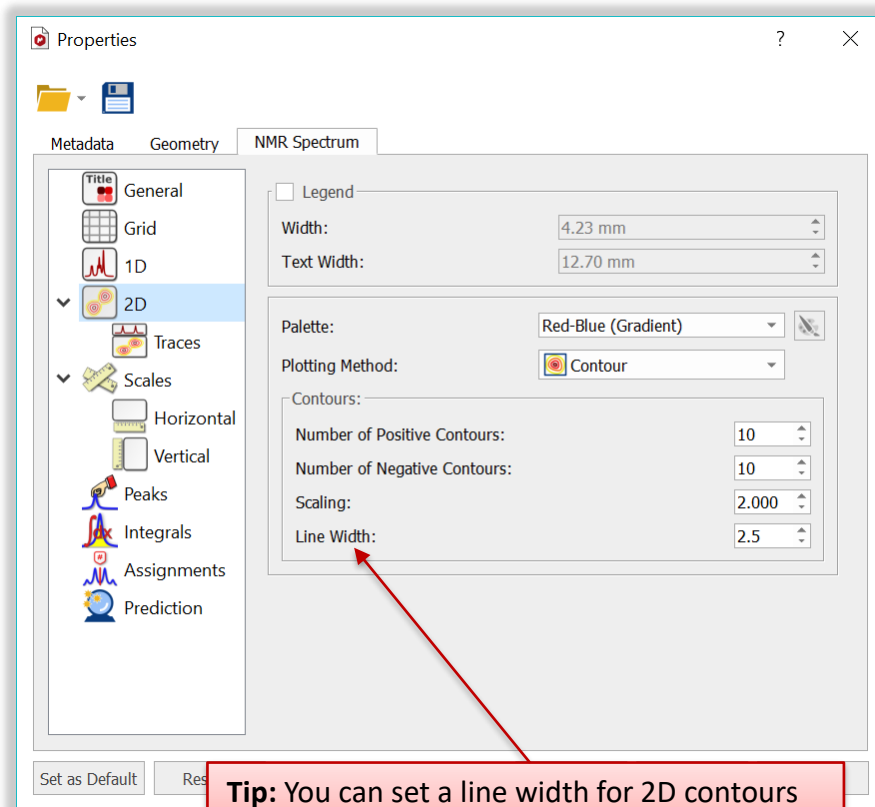 Properties
Metadata Geometry NMR Spectrum
Title
General
Grid
1D
2D
Traces
Scales
Horizontal
Vertical
Peaks
Integrals
Assignments
Prediction
Legend
Width: 4.23 mm
Text Width: 12.70 mm
Palette: Red-Blue (Gradient)
Plotting Method: Contour
Contours:
Number of Positive Contours: 10
Number of Negative Contours: 10
Scaling: 2.000
Line Width: 2.5
Set as Default Res
Tip: You can set a line width for 2D contours